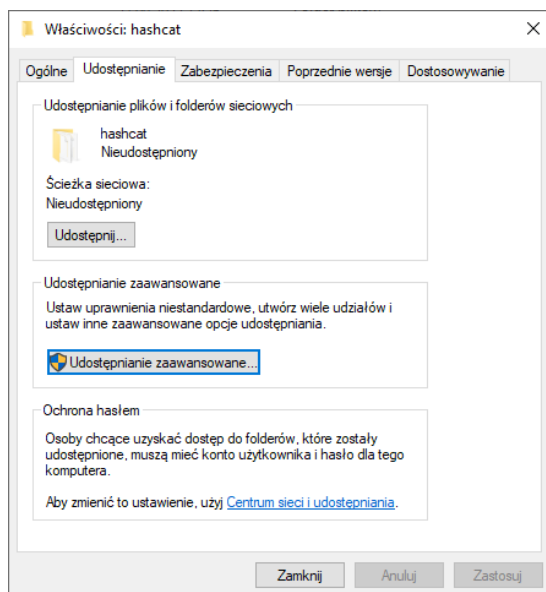 Właściwości: hashcat
Ogólne Udostępnianie Zabezpieczenia Poprzednie wersje Dostosowywanie
Udostępnianie plików i folderów sieciowych
hashcat
Nieudostępniony
Ścieżka sieciowa:
Nieudostępniony
Udostępnij...
Udostępnianie zaawansowane
Ustaw uprawnienia niestandardowe, utwórz wiele udziałów i
ustaw inne zaawansowane opcje udostępniania.
Udostępnianie zaawansowane...
Ochrona hasłem
Osoby chcące uzyskać dostęp do folderów, które zostały
udostępnione, muszą mieć konto użytkownika i hasło dla tego
komputera.
Aby zmienić to ustawienie, użyj Centrum sieci i udostępniania.
Zamknij Anuluj Zastosuj